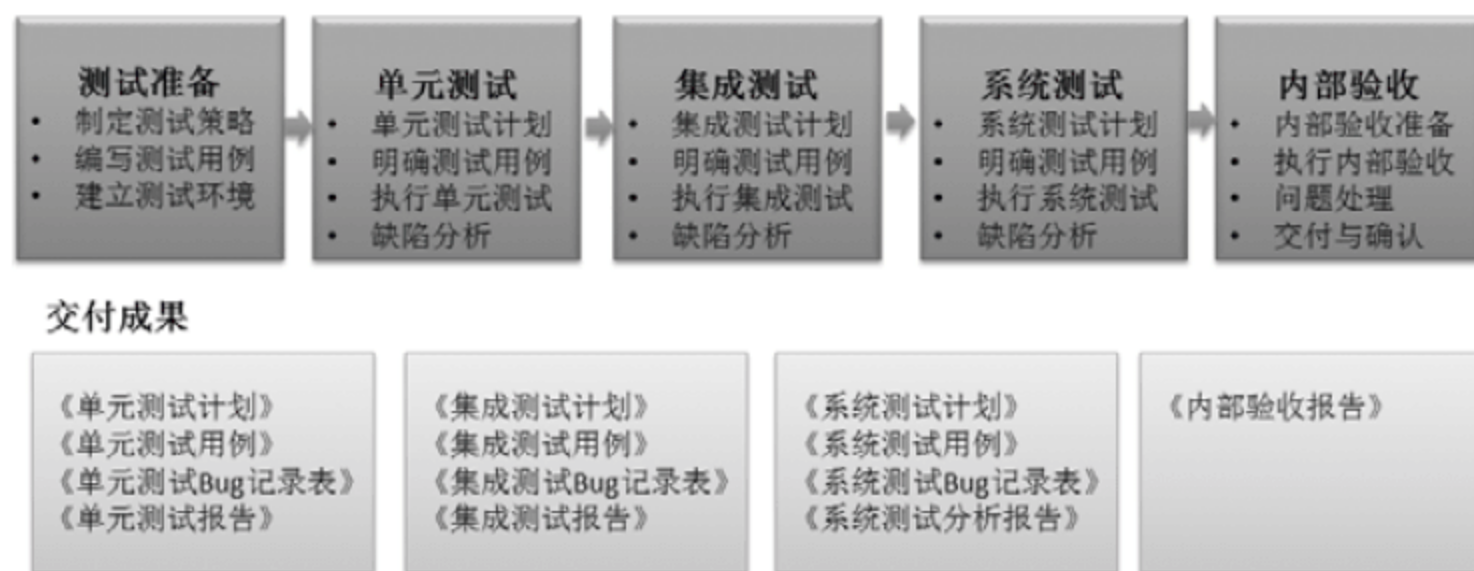 测试准备
• 制定测试策略
• 编写测试用例
• 建立测试环境
单元测试
• 单元测试计划
• 明确测试用例
• 执行单元测试
• 缺陷分析
集成测试
• 集成测试计划
• 明确测试用例
• 执行集成测试
• 缺陷分析
系统测试
• 系统测试计划
• 明确测试用例
• 执行系统测试
• 缺陷分析
内部验收
• 内部验收准备
• 执行内部验收
• 问题处理
• 交付与确认
交付成果
《单元测试计划》
《单元测试用例》
《单元测试Bug记录表》
《单元测试报告》
《集成测试计划》
《集成测试用例》
《集成测试Bug记录表》
《集成测试报告》
《系统测试计划》
《系统测试用例》
《系统测试Bug记录表》
《系统测试分析报告》
《内部验收报告》